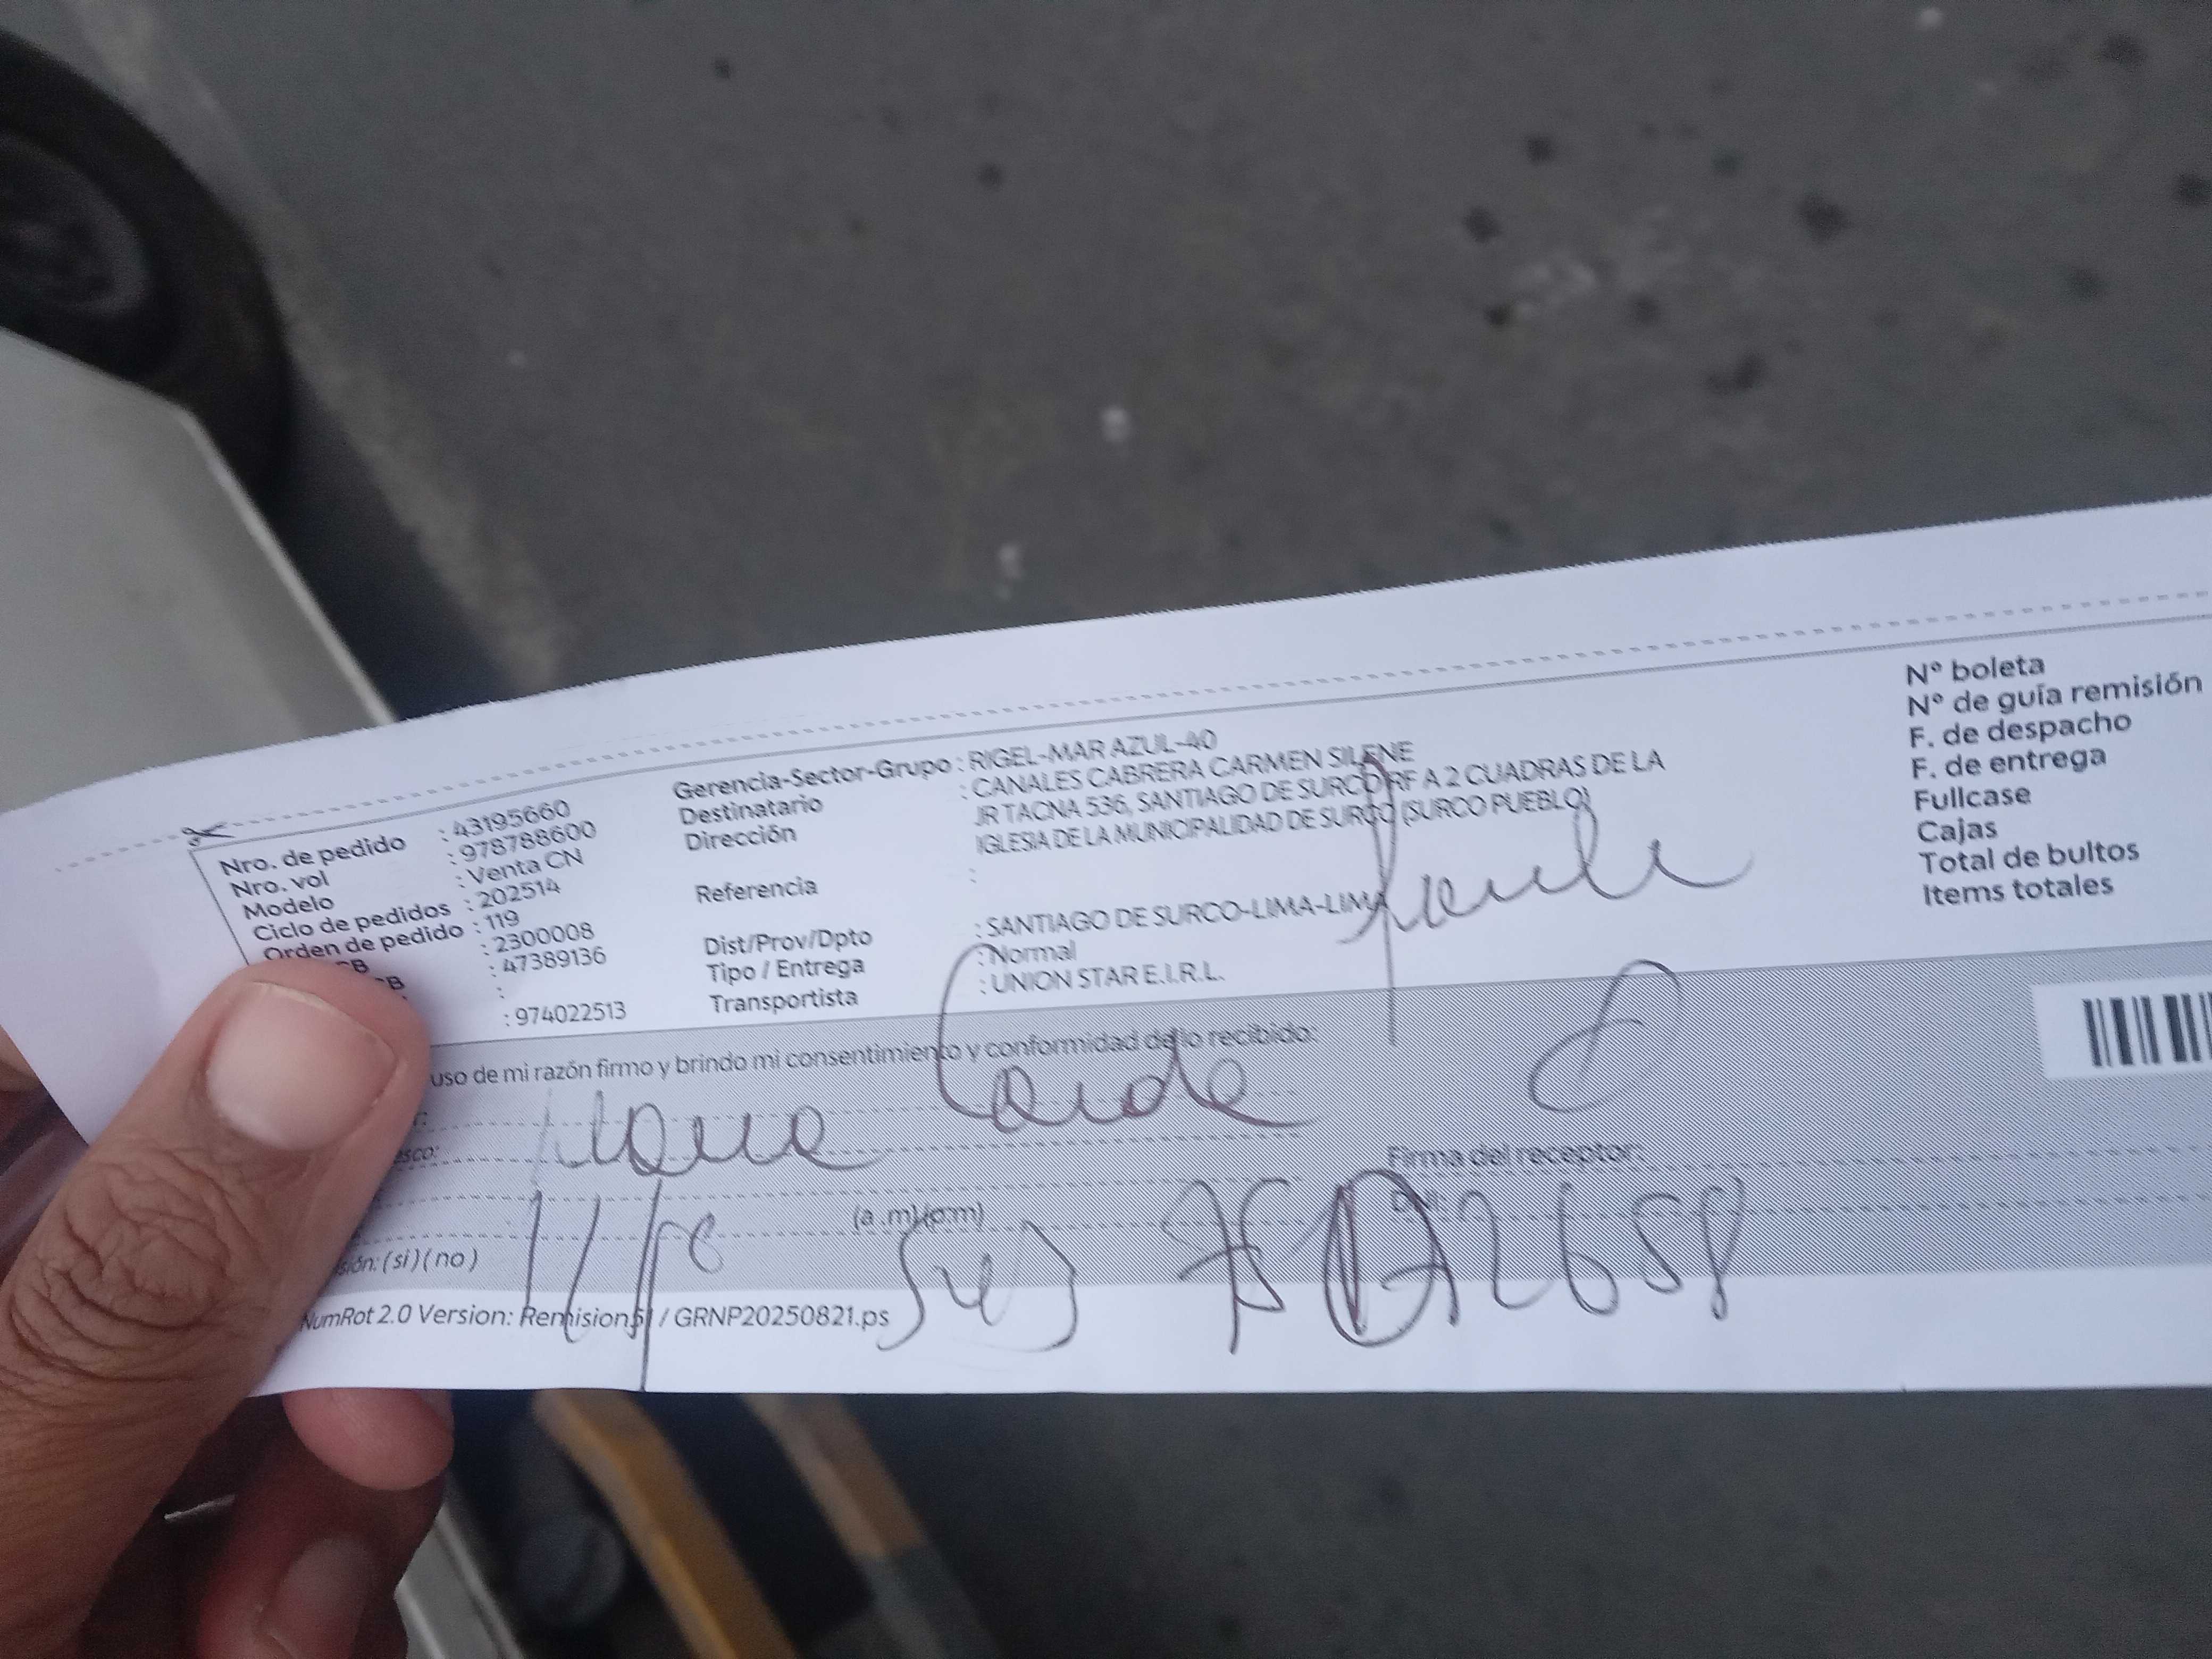 Nro. de pedido : 43195660
Nro. vol : 978788600
Modelo : Venta CN
Ciclo de pedidos : 202514
Orden de pedido : 119
CB : 2300008
CB : 47389136
:
: 974022513
Gerencia-Sector-Grupo : RIGEL-MAR AZUL-40
Destinatario : CANALES CABRERA CARMEN SILENE
Dirección : JR TACNA 536, SANTIAGO DE SURCO RF A 2 CUADRAS DE LA
IGLESIA DE LA MUNICIPALIDAD DE SURCO (SURCO PUEBLO)
Referencia :
Dist/Prov/Dpto : SANTIAGO DE SURCO-LIMA-LIMA
Tipo / Entrega : Normal
Transportista : UNION STAR E.I.R.L.
N° boleta
N° de guía remisión
F. de despacho
F. de entrega
Fullcase
Cajas
Total de bultos
Items totales
uso de mi razón firmo y brindo mi consentimiento y conformidad de lo recibido:
esco:
Firma del receptor:
(a .m) (p.m)
DNI:
sión: (si) (no)
NumRot 2.0 Version: Remision51 / GRNP20250821.ps